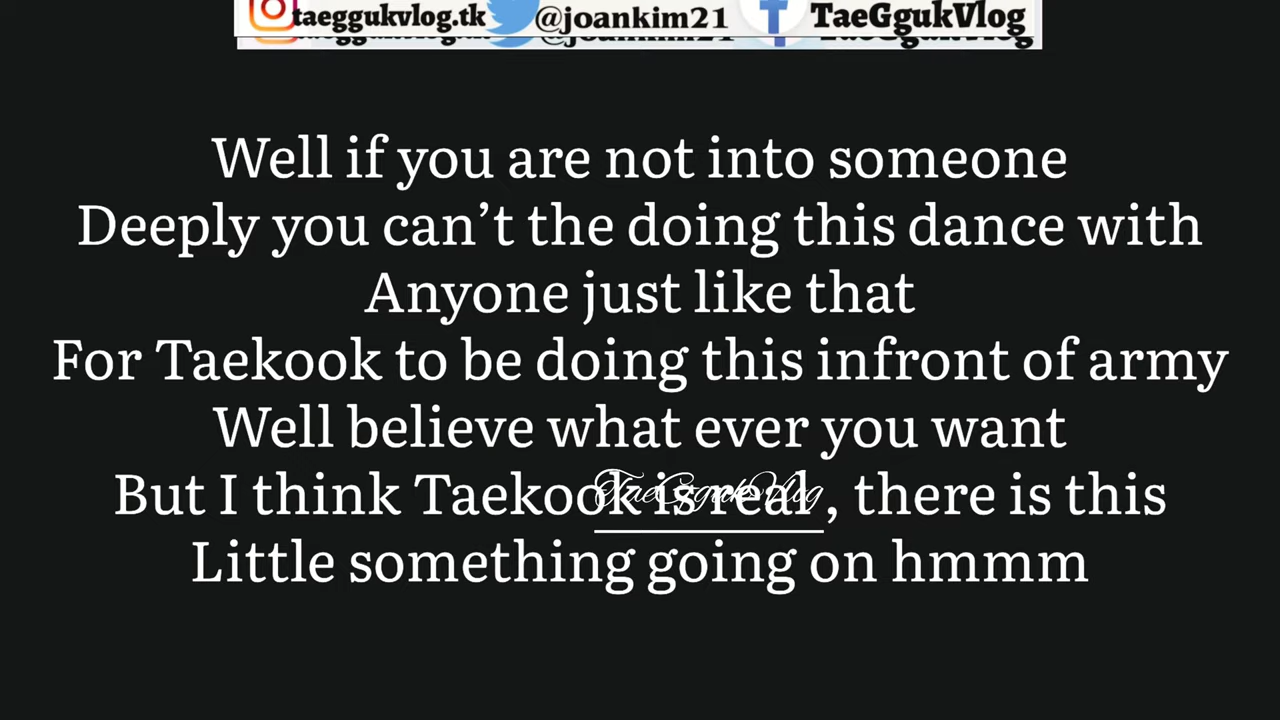 taeggukvlog.tk @joankim21 TaeGgukVlog
Well if you are not into someone
Deeply you can’t the doing this dance with
Anyone just like that
For Taekook to be doing this infront of army
Well believe what ever you want
But I think Taekook is real , there is this
TaeGgukVlog
Little something going on hmmm